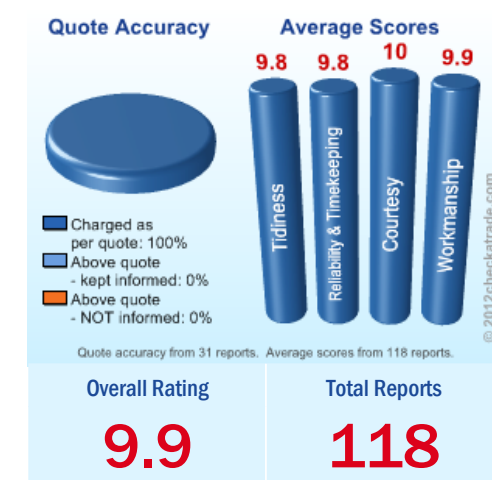 Quote Accuracy
Average Scores
9.8
9.8
10
9.9
Tidiness
Reliability & Timekeeping
Courtesy
Workmanship
Charged as
per quote: 100%
Above quote
- kept informed: 0%
Above quote
- NOT informed: 0%
© 2012checkatrade.com
Quote accuracy from 31 reports. Average scores from 118 reports.
Overall Rating
Total Reports
9.9
118